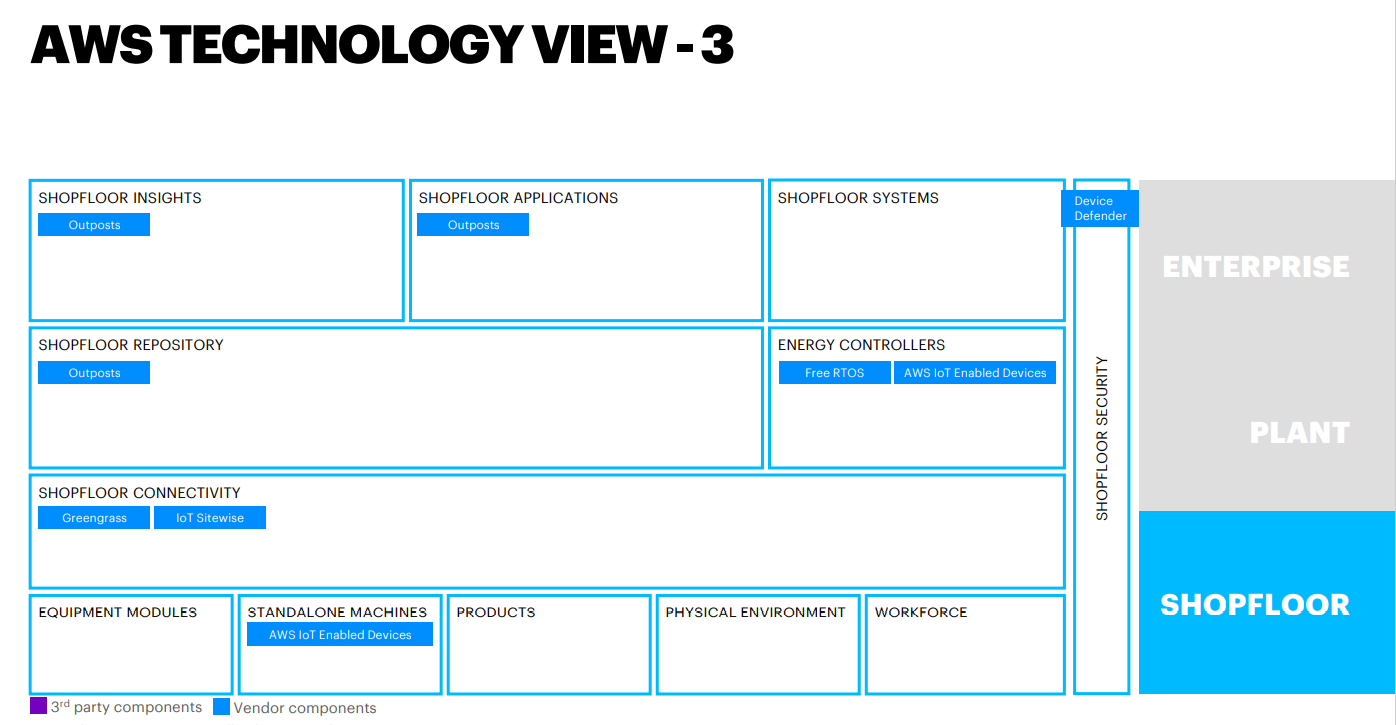 AWS TECHNOLOGY VIEW - 3
SHOPFLOOR INSIGHTS
Outposts
SHOPFLOOR APPLICATIONS
Outposts
SHOPFLOOR SYSTEMS
Device
Defender
SHOPFLOOR REPOSITORY
Outposts
ENERGY CONTROLLERS
Free RTOS
AWS IoT Enabled Devices
SHOPFLOOR CONNECTIVITY
Greengrass
IoT Sitewise
EQUIPMENT MODULES
STANDALONE MACHINES
AWS IoT Enabled Devices
PRODUCTS
PHYSICAL ENVIRONMENT
WORKFORCE
SHOPFLOOR SECURITY
ENTERPRISE
PLANT
SHOPFLOOR
3rd party components
Vendor components